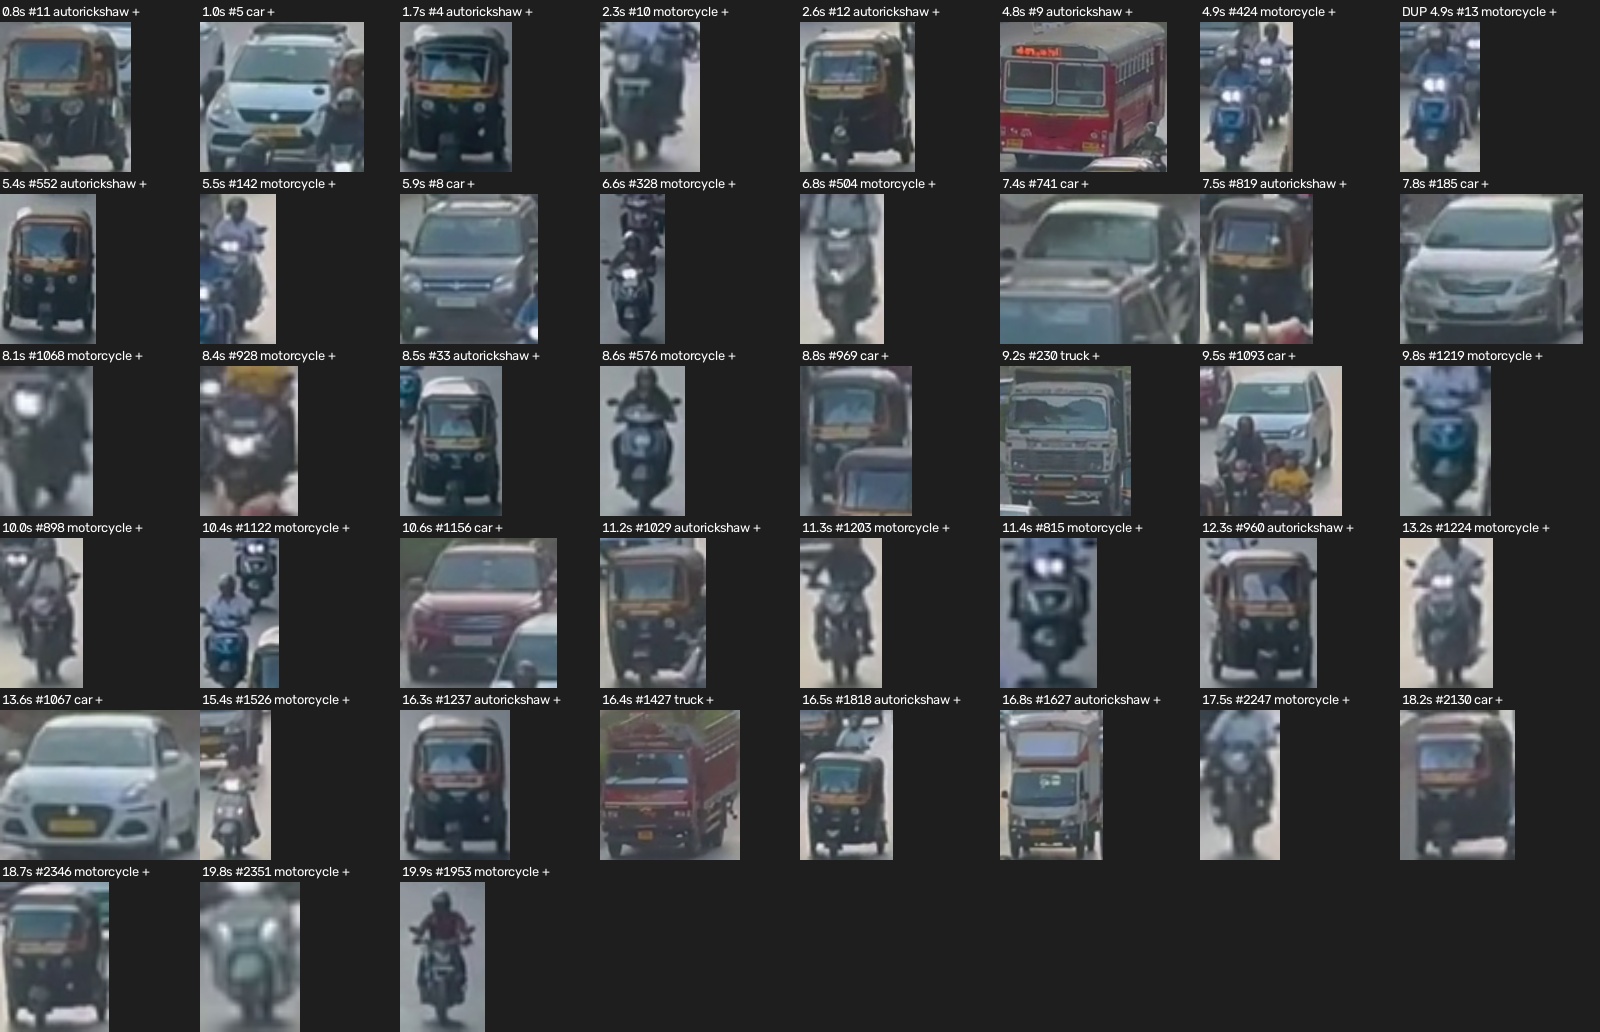 0.8s #11 autorickshaw +
1.0s #5 car +
1.7s #4 autorickshaw +
2.3s #10 motorcycle +
2.6s #12 autorickshaw +
4.8s #9 autorickshaw +
4.9s #424 motorcycle +
DUP 4.9s #13 motorcycle +
5.4s #552 autorickshaw +
5.5s #142 motorcycle +
5.9s #8 car +
6.6s #328 motorcycle +
6.8s #504 motorcycle +
7.4s #741 car +
7.5s #819 autorickshaw +
7.8s #185 car +
8.1s #1068 motorcycle +
8.4s #928 motorcycle +
8.5s #33 autorickshaw +
8.6s #576 motorcycle +
8.8s #969 car +
9.2s #230 truck +
9.5s #1093 car +
9.8s #1219 motorcycle +
10.0s #898 motorcycle +
10.4s #1122 motorcycle +
10.6s #1156 car +
11.2s #1029 autorickshaw +
11.3s #1203 motorcycle +
11.4s #815 motorcycle +
12.3s #960 autorickshaw +
13.2s #1224 motorcycle +
13.6s #1067 car +
15.4s #1526 motorcycle +
16.3s #1237 autorickshaw +
16.4s #1427 truck +
16.5s #1818 autorickshaw +
16.8s #1627 autorickshaw +
17.5s #2247 motorcycle +
18.2s #2130 car +
18.7s #2346 motorcycle +
19.8s #2351 motorcycle +
19.9s #1953 motorcycle +